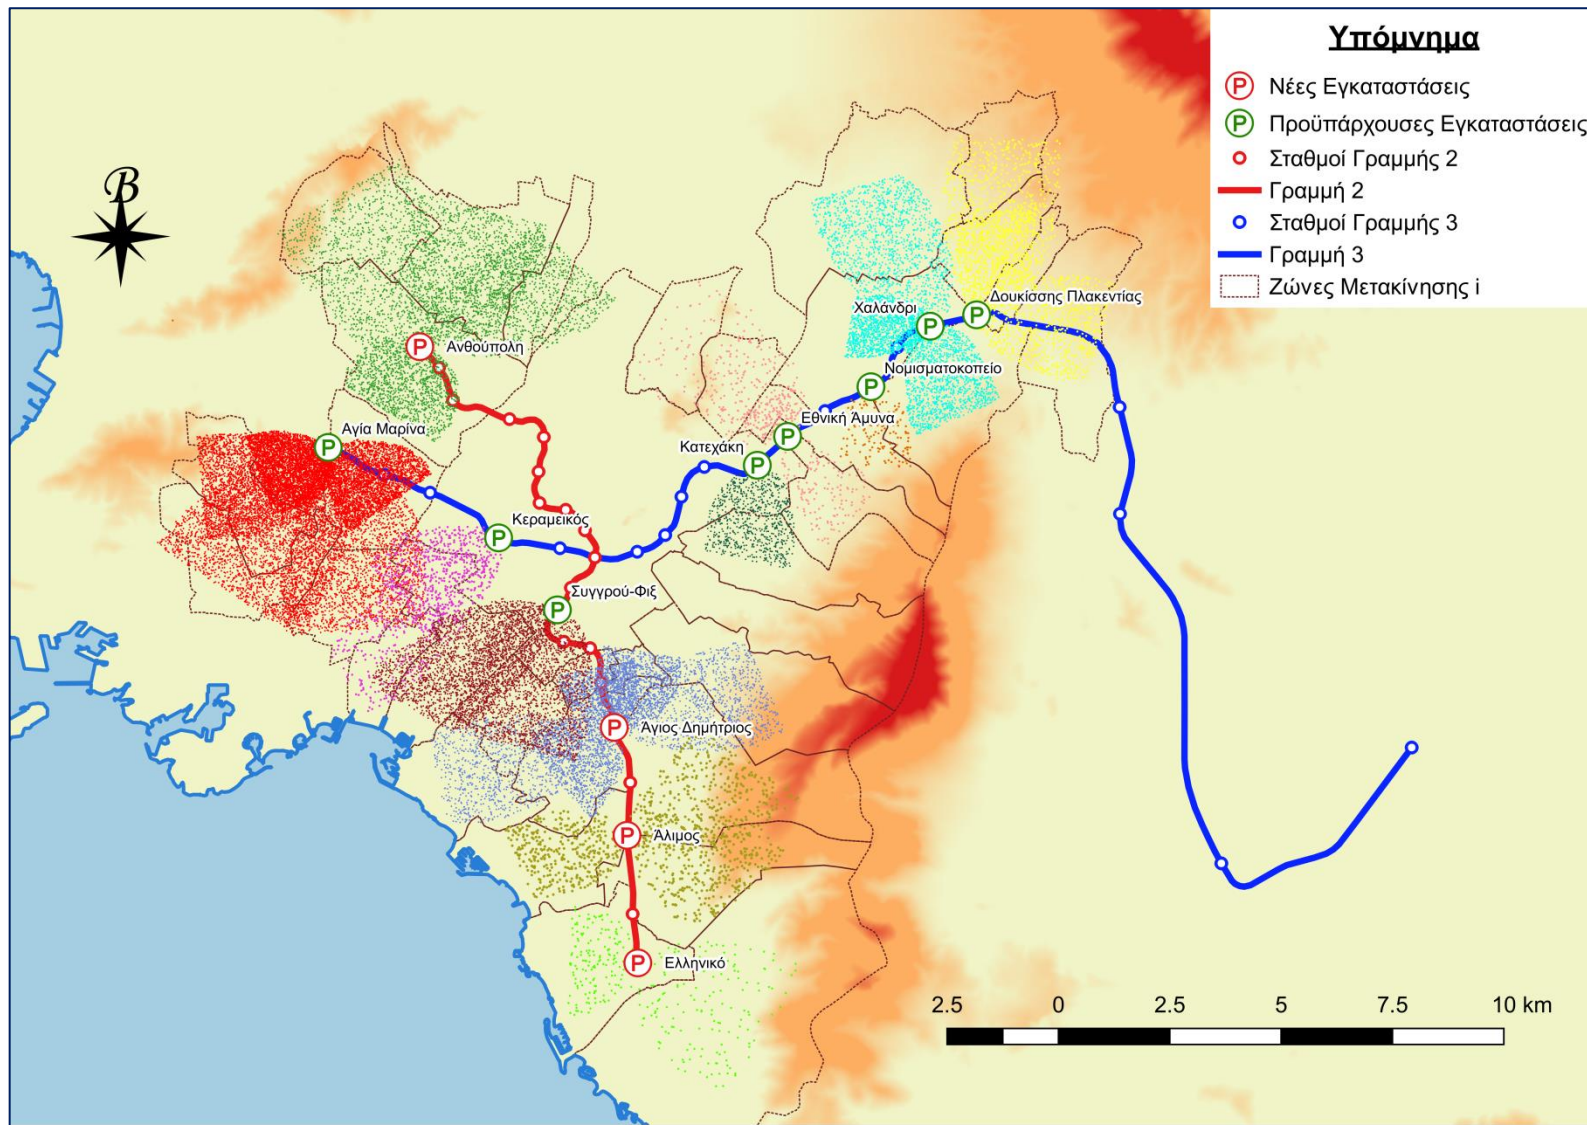 Υπόμνημα
P Νέες Εγκαταστάσεις
P Προϋπάρχουσες Εγκαταστάσεις
Σταθμοί Γραμμής 2
Γραμμή 2
Σταθμοί Γραμμής 3
Γραμμή 3
Ζώνες Μετακίνησης i
B
P Δουκίσσης Πλακεντίας
P Χαλάνδρι
P Ανθούπολη
P Νομισματοκοπείο
P Εθνική Άμυνα
P Αγία Μαρίνα
P Κατεχάκη
P Κεραμεικός
P Συγγρού-Φιξ
P Άγιος Δημήτριος
P Άλιμος
P Ελληνικό
2.5 0 2.5 5 7.5 10 km